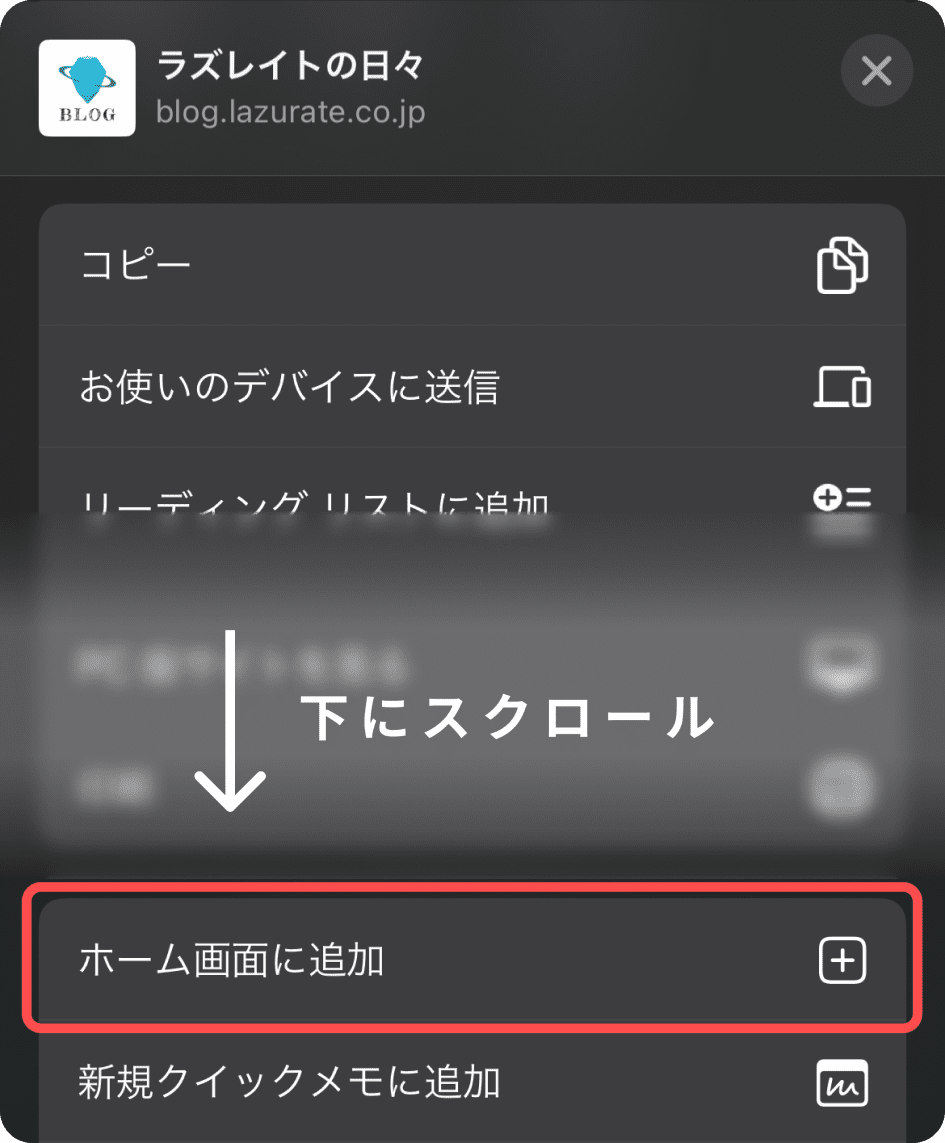 BLOG
ラズレイトの日々
blog.lazurate.co.jp
コピー
お使いのデバイスに送信
リーディング リストに追加
下にスクロール
ホーム画面に追加
新規クイックメモに追加